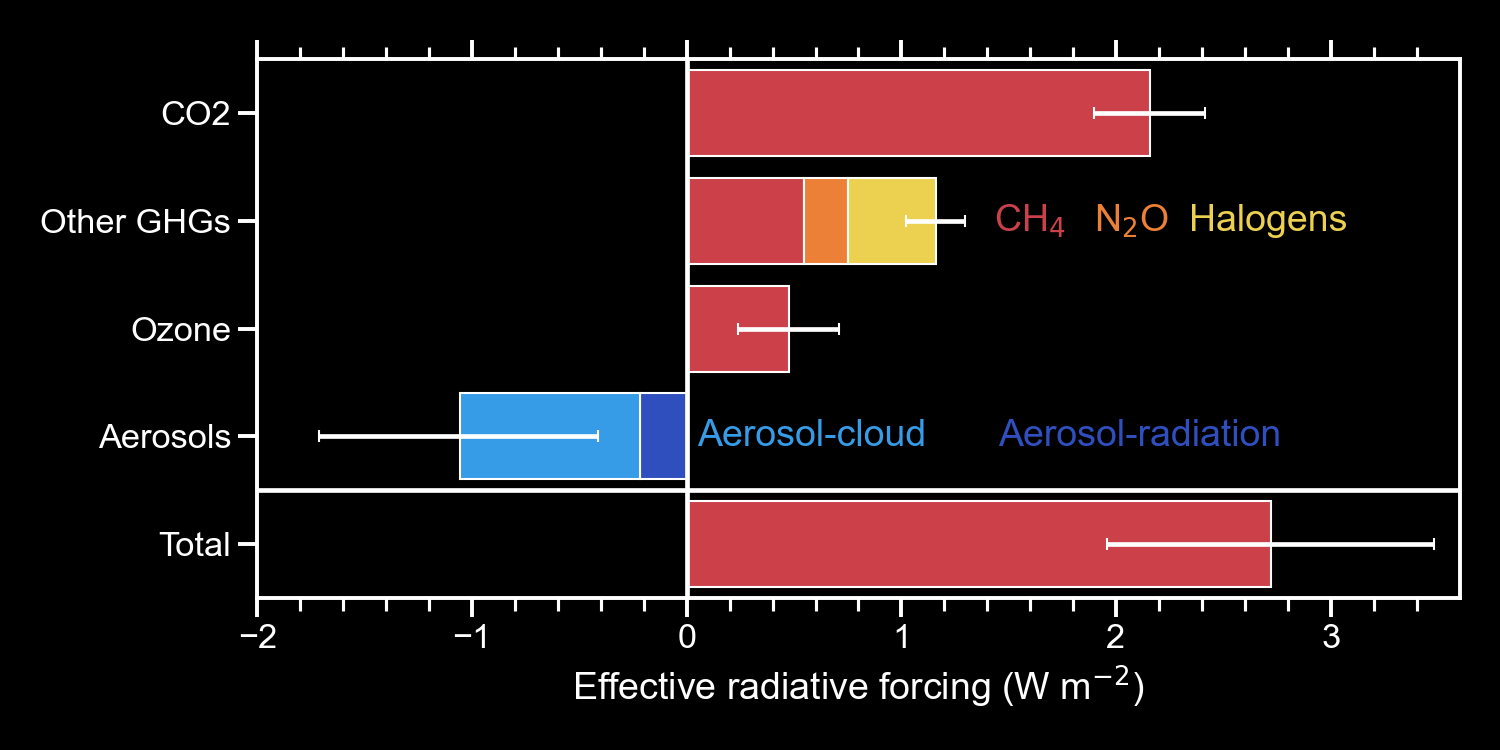 CO2
Other GHGs
CH₄ N₂O Halogens
Ozone
Aerosols
Aerosol-cloud Aerosol-radiation
Total
−2 −1 0 1 2 3
Effective radiative forcing (W m⁻²)